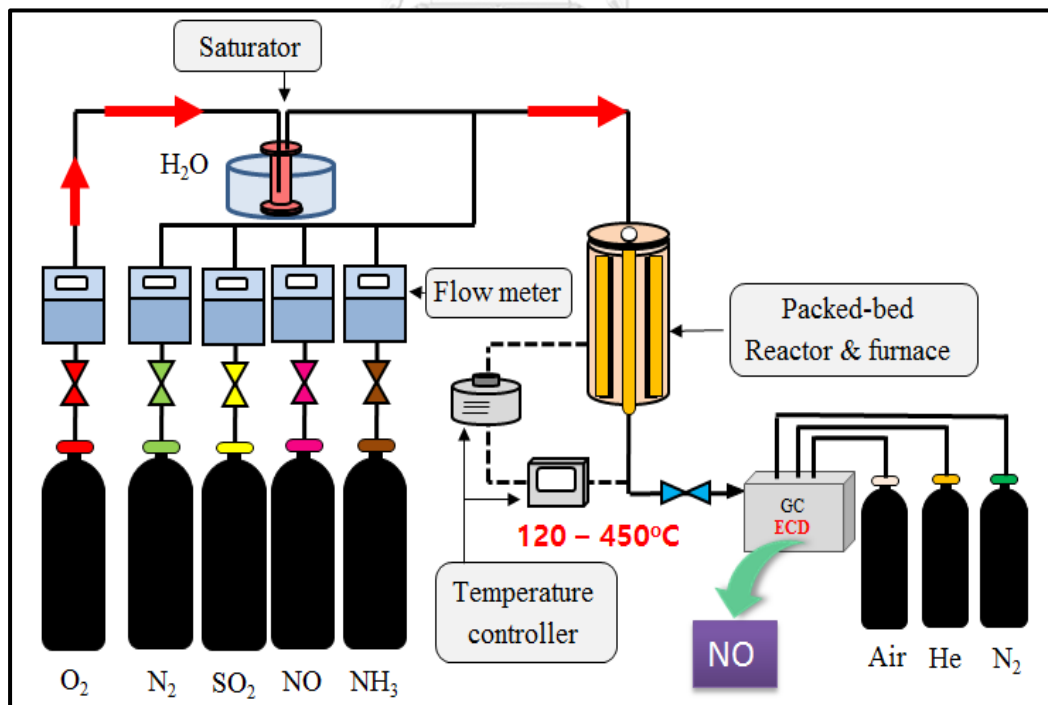 Saturator
H₂O
Flow meter
Packed-bed
Reactor & furnace
GC
ECD
120 – 450°C
Temperature
controller
NO
O₂
N₂
SO₂
NO
NH₃
Air
He
N₂